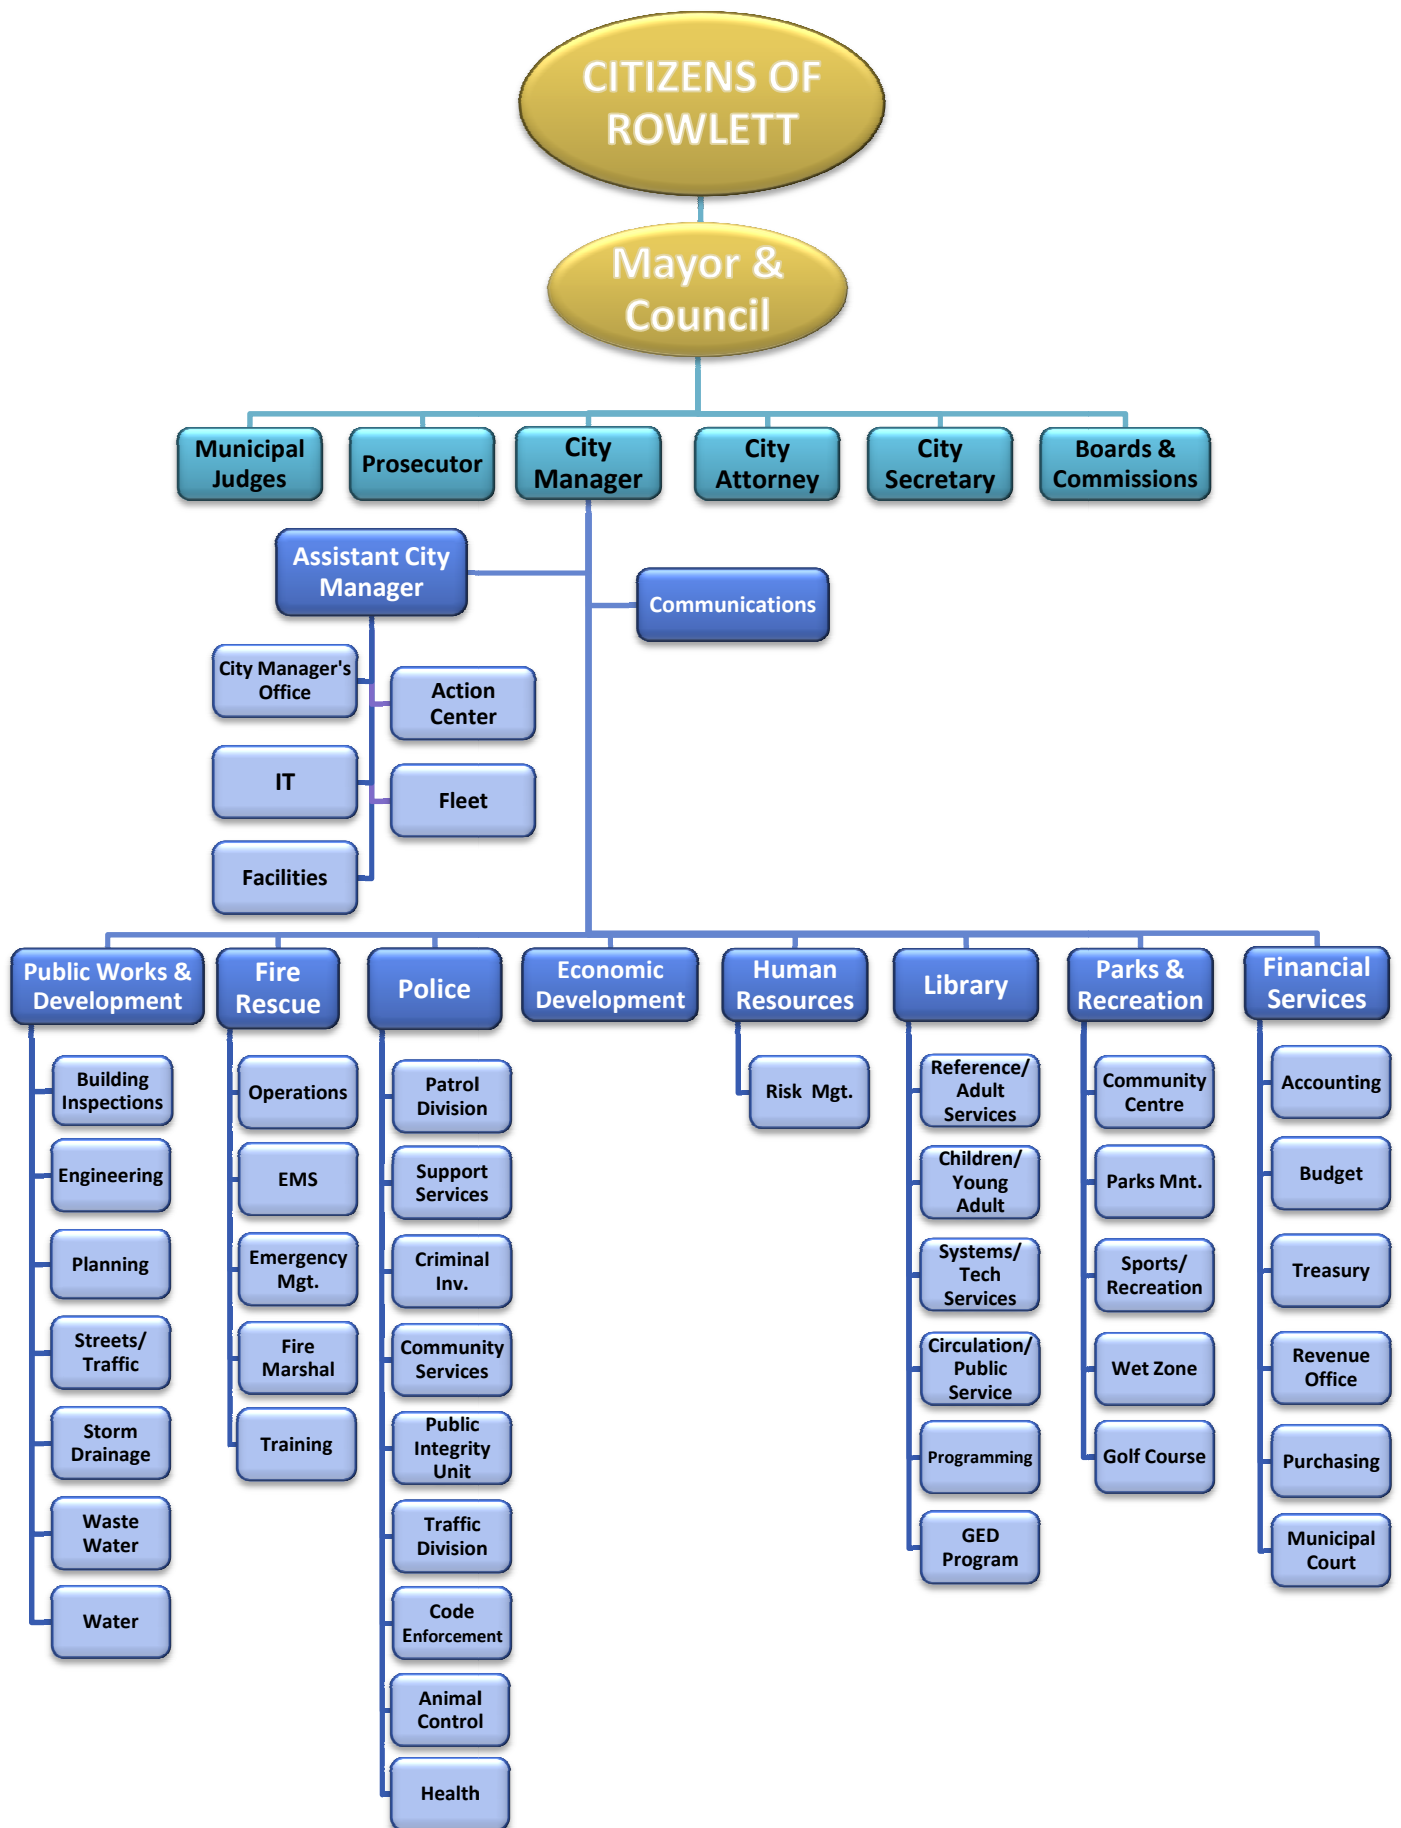 CITIZENS OF
ROWLETT
Mayor &
Council
Municipal
Judges
Prosecutor
City
Manager
City
Attorney
City
Secretary
Boards &
Commissions
Assistant City
Manager
Communications
City Manager's
Office
Action
Center
IT
Fleet
Facilities
Public Works &
Development
Building
Inspections
Engineering
Planning
Streets/
Traffic
Storm
Drainage
Waste
Water
Water
Fire
Rescue
Operations
EMS
Emergency
Mgt.
Fire
Marshal
Training
Police
Patrol
Division
Support
Services
Criminal
Inv.
Community
Services
Public
Integrity
Unit
Traffic
Division
Code
Enforcement
Animal
Control
Health
Economic
Development
Human
Resources
Risk Mgt.
Library
Reference/
Adult
Services
Children/
Young
Adult
Systems/
Tech
Services
Circulation/
Public
Service
Programming
GED
Program
Parks &
Recreation
Community
Centre
Parks Mnt.
Sports/
Recreation
Wet Zone
Golf Course
Financial
Services
Accounting
Budget
Treasury
Revenue
Office
Purchasing
Municipal
Court